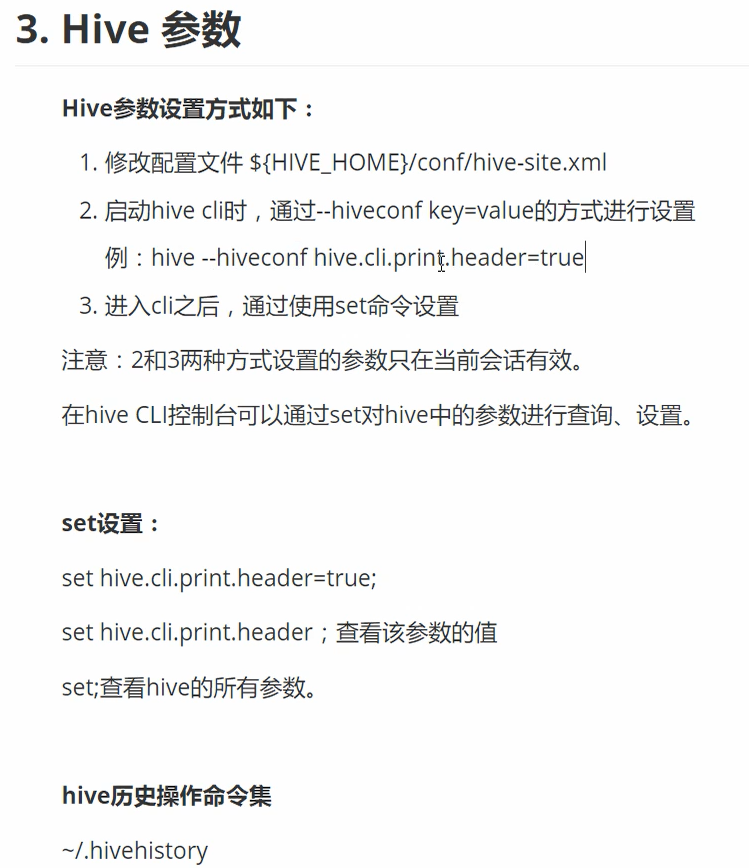 3. Hive 参数
Hive参数设置方式如下：
1. 修改配置文件 ${HIVE_HOME}/conf/hive-site.xml
2. 启动hive cli时，通过--hiveconf key=value的方式进行设置
例：hive --hiveconf hive.cli.print.header=true
3. 进入cli之后，通过使用set命令设置
注意：2和3两种方式设置的参数只在当前会话有效。
在hive CLI控制台可以通过set对hive中的参数进行查询、设置。
set设置：
set hive.cli.print.header=true;
set hive.cli.print.header；查看该参数的值
set;查看hive的所有参数。
hive历史操作命令集
~/.hivehistory